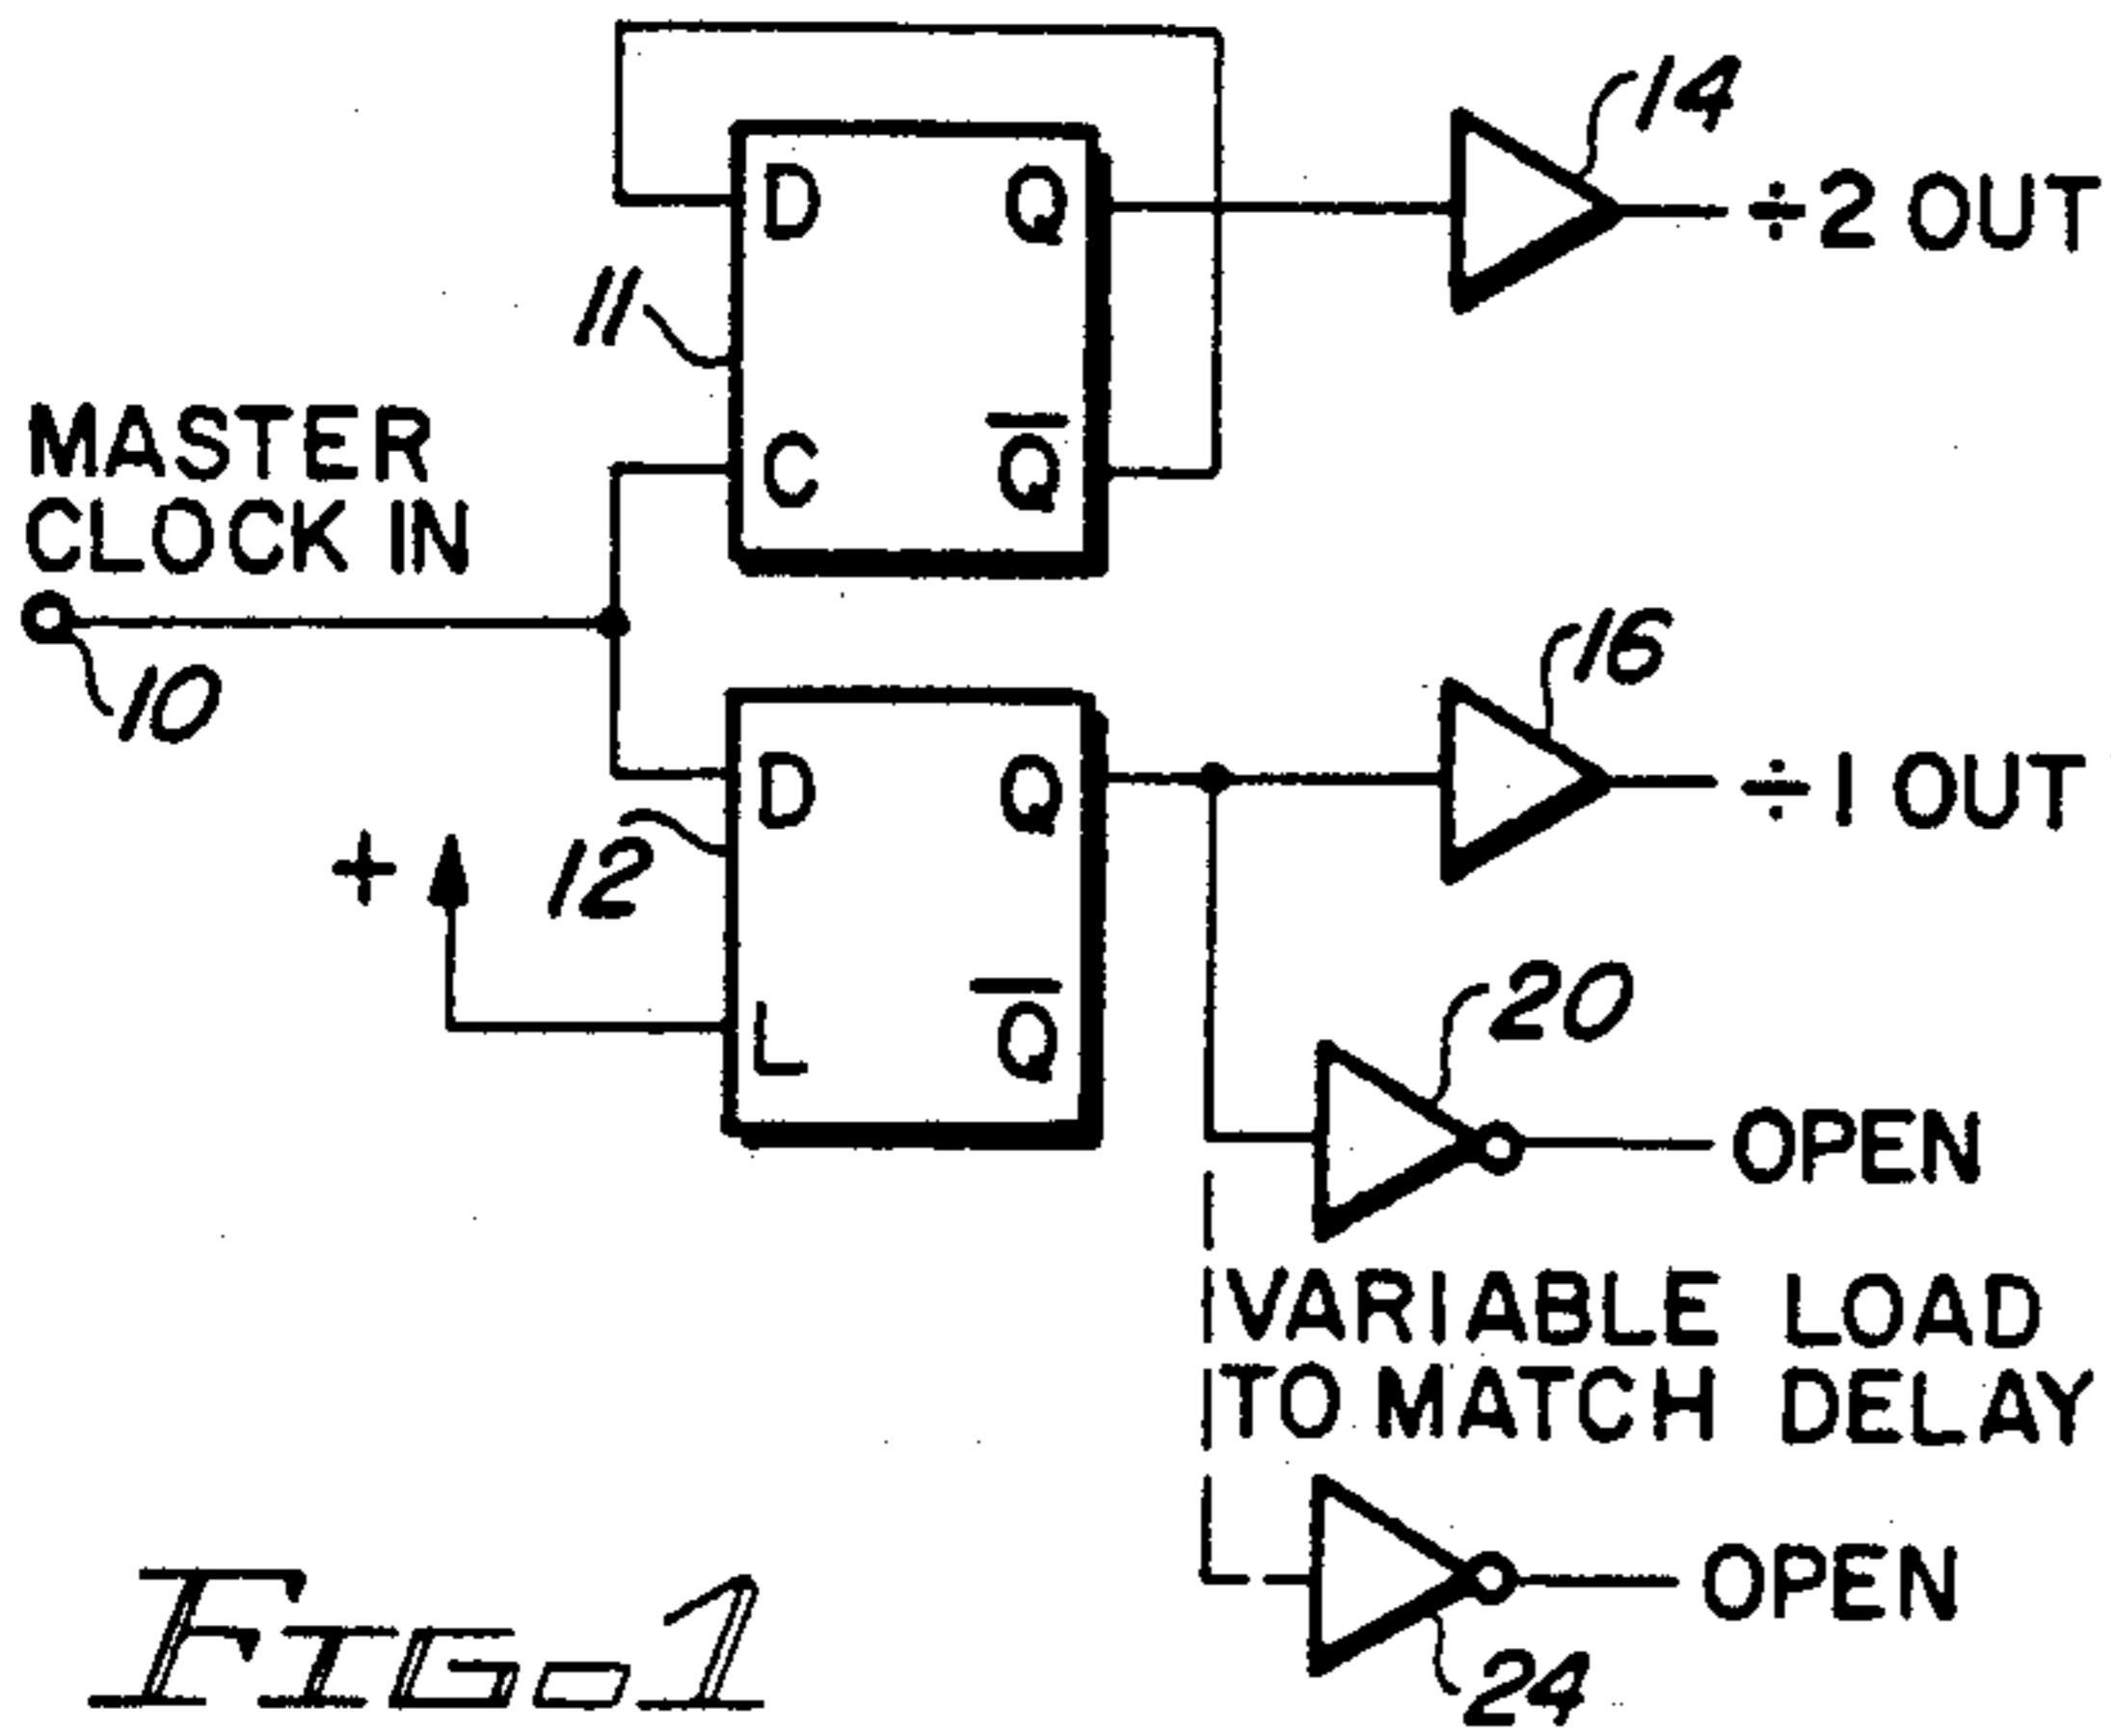 14
÷2 OUT
D Q
11
C Q̅
MASTER
CLOCK IN
10
16
÷1 OUT
D Q
12
+
L Q̅
20
OPEN
VARIABLE LOAD
TO MATCH DELAY
OPEN
24
FIG. 1